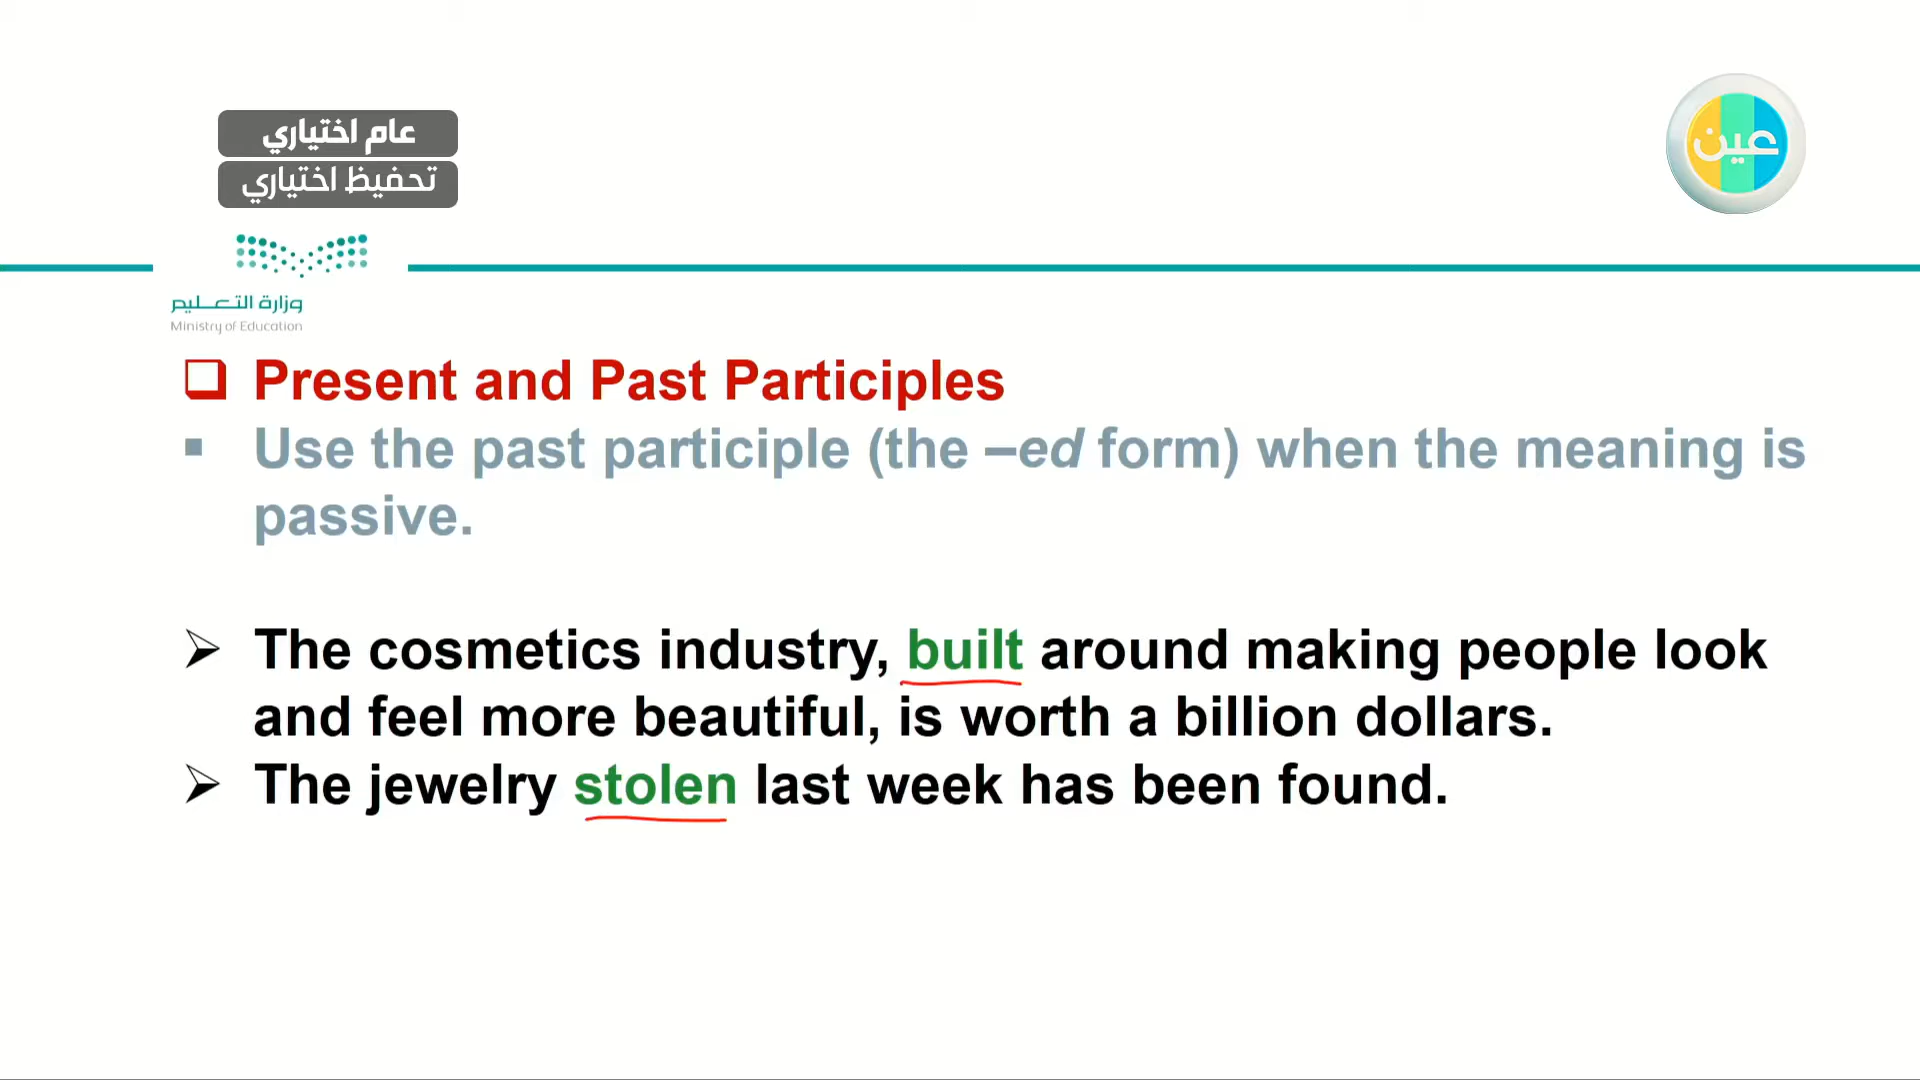 عام اختياري
تحفيظ اختياري
عين
وزارة التعليم
Ministry of Education
Present and Past Participles
Use the past participle (the –ed form) when the meaning is
passive.
The cosmetics industry, built around making people look
and feel more beautiful, is worth a billion dollars.
The jewelry stolen last week has been found.